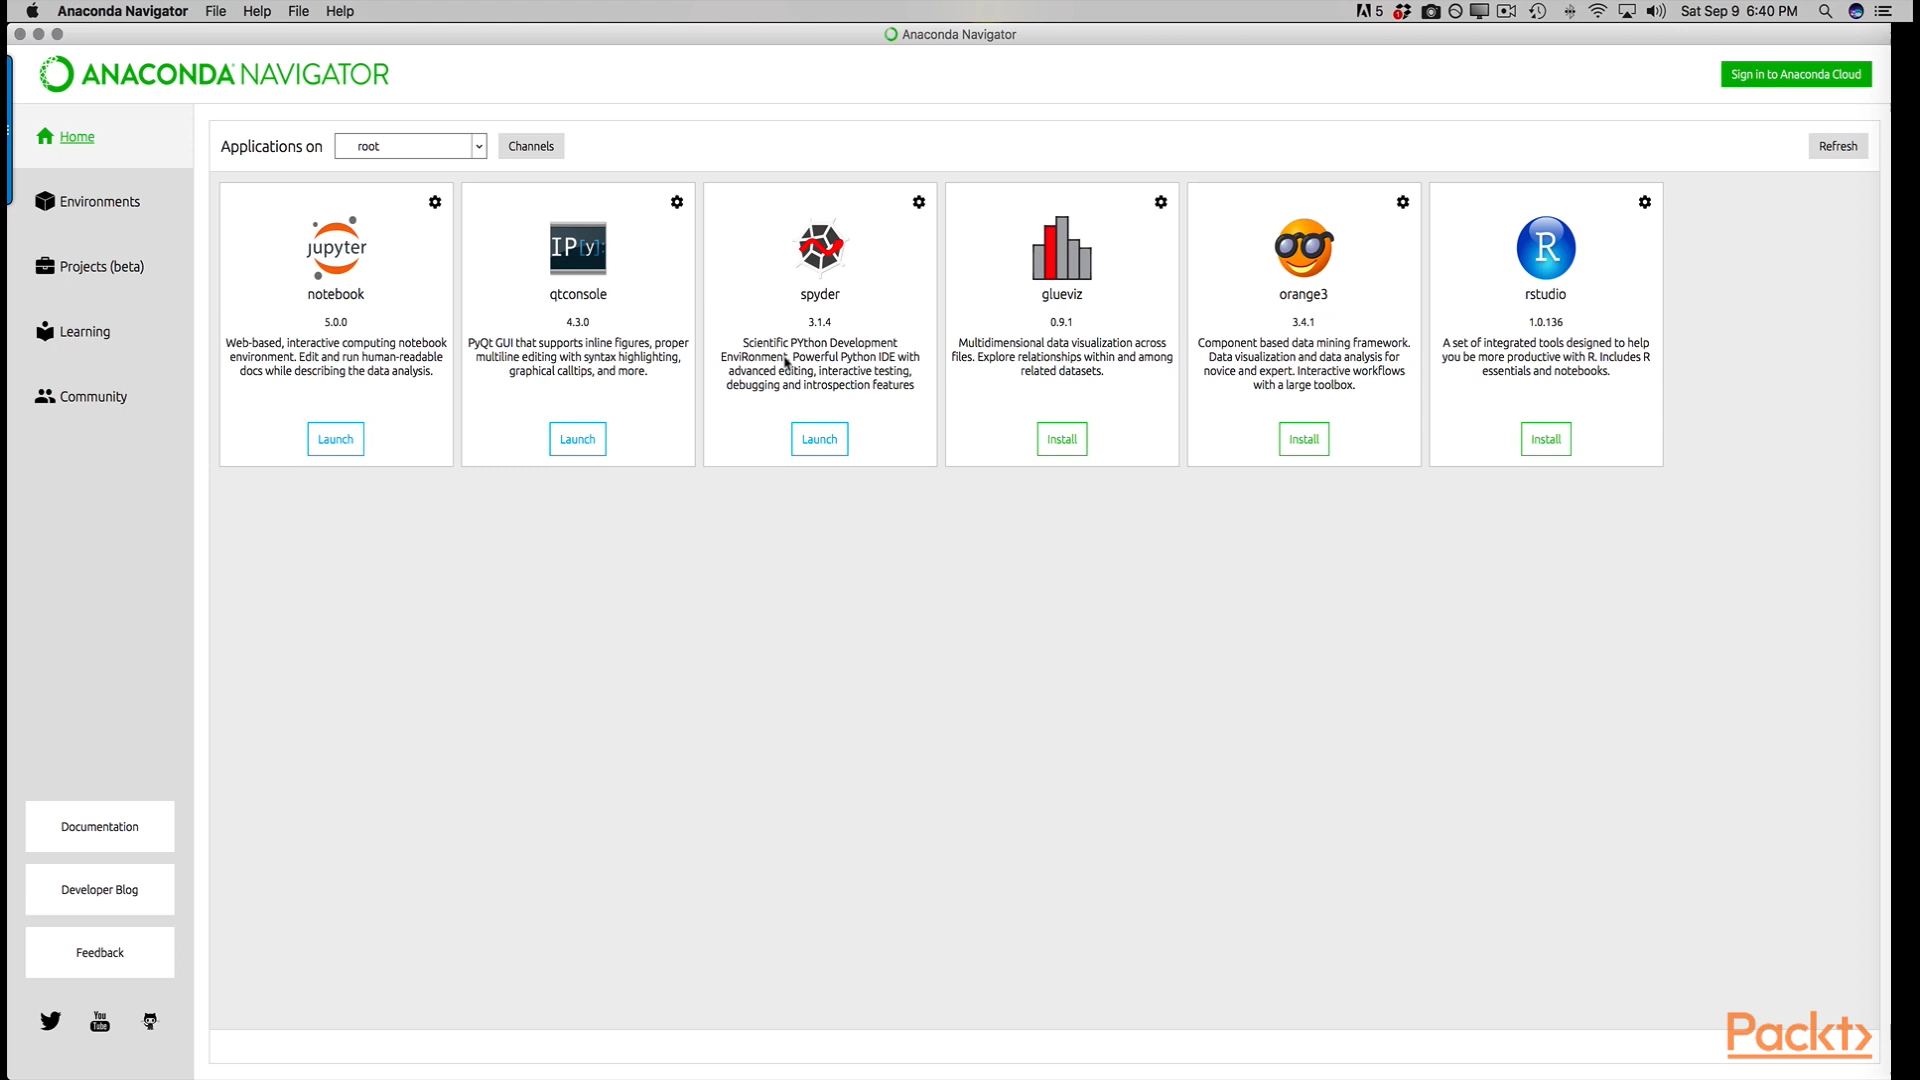 Anaconda Navigator File Help File Help
5 Sat Sep 9 6:40 PM
Anaconda Navigator
ANACONDA NAVIGATOR
Sign in to Anaconda Cloud
Home
Environments
Projects (beta)
Learning
Community
Documentation
Developer Blog
Feedback
You
Tube
Applications on root Channels Refresh
jupyter
notebook
5.0.0
Web-based, interactive computing notebook
environment. Edit and run human-readable
docs while describing the data analysis.
Launch
IP[y]:
qtconsole
4.3.0
PyQt GUI that supports inline figures, proper
multiline editing with syntax highlighting,
graphical calltips, and more.
Launch
spyder
3.1.4
Scientific PYthon Development
EnviRonment. Powerful Python IDE with
advanced editing, interactive testing,
debugging and introspection features
Launch
glueviz
0.9.1
Multidimensional data visualization across
files. Explore relationships within and among
related datasets.
Install
orange3
3.4.1
Component based data mining framework.
Data visualization and data analysis for
novice and expert. Interactive workflows
with a large toolbox.
Install
R
rstudio
1.0.136
A set of integrated tools designed to help
you be more productive with R. Includes R
essentials and notebooks.
Install
Packt>